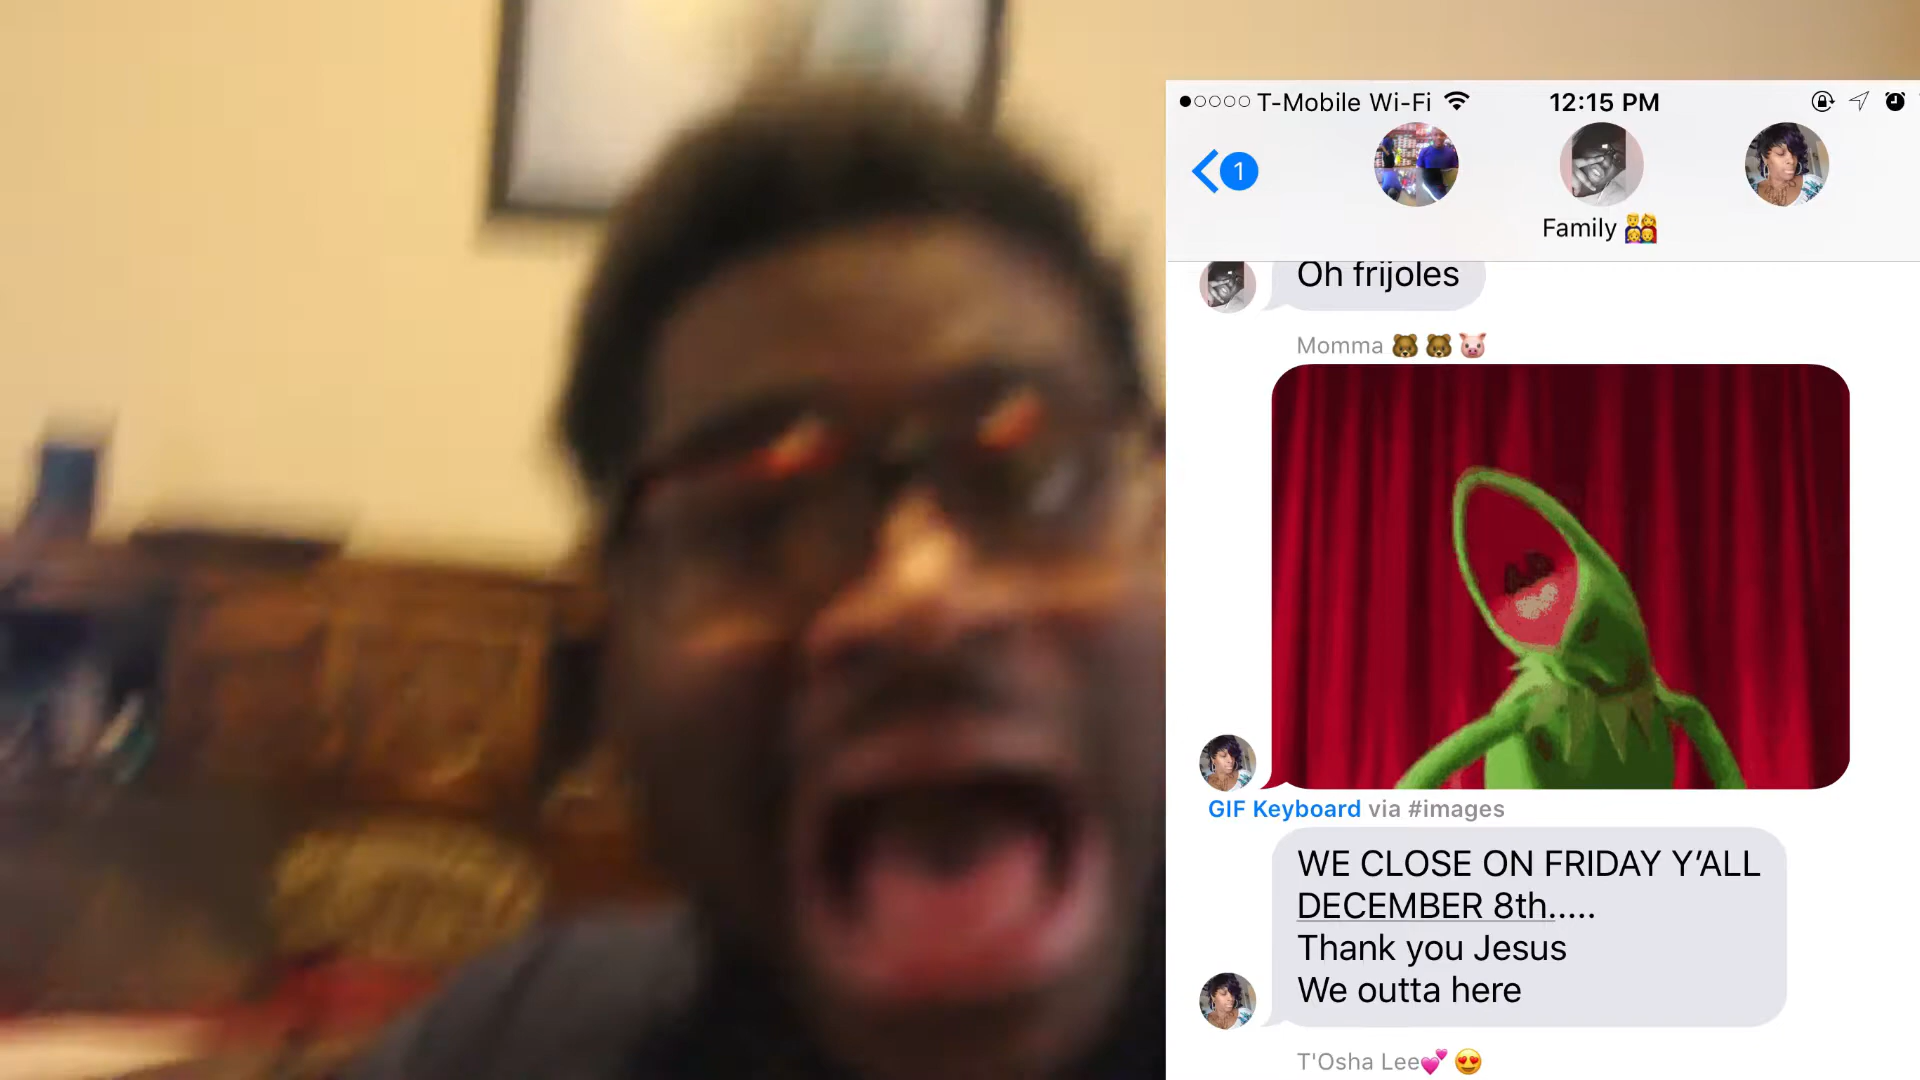 T-Mobile Wi-Fi 12:15 PM
1
Family
Oh frijoles
Momma
GIF Keyboard via #images
WE CLOSE ON FRIDAY Y’ALL
DECEMBER 8th.....
Thank you Jesus
We outta here
T'Osha Lee